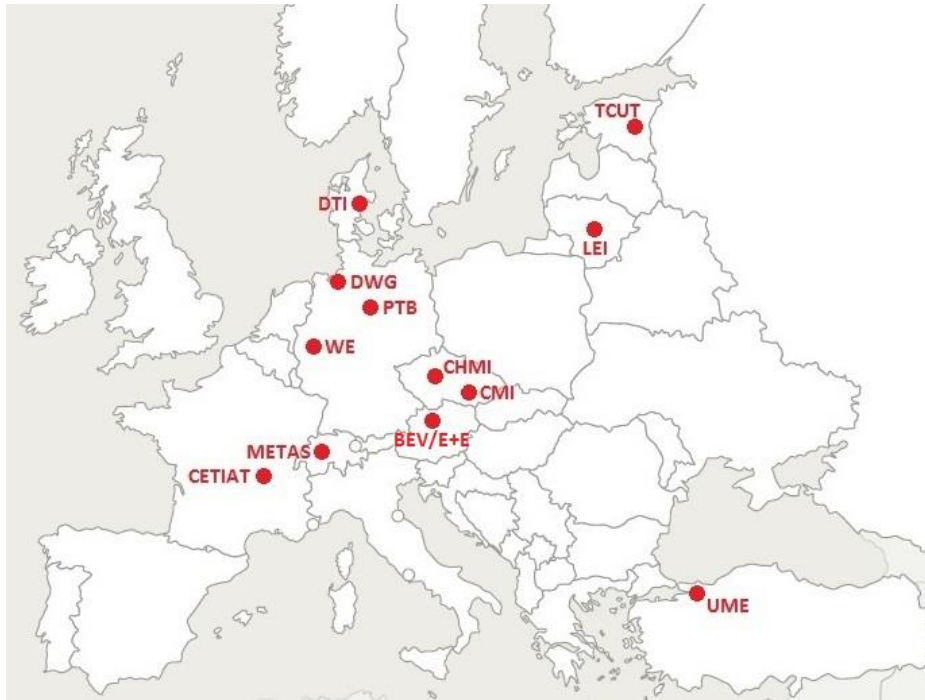 TCUT
DTI
LEI
DWG
PTB
WE
CHMI
CMI
BEV/E+E
METAS
CETIAT
UME